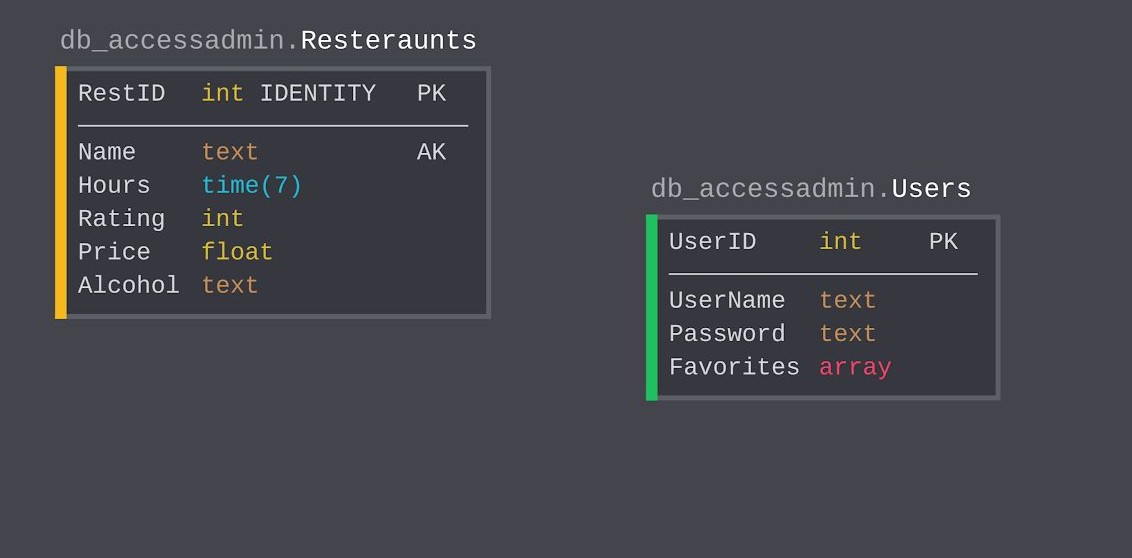 db_accessadmin.Resteraunts
RestID int IDENTITY PK
Name text AK
Hours time(7)
Rating int
Price float
Alcohol text
db_accessadmin.Users
UserID int PK
UserName text
Password text
Favorites array